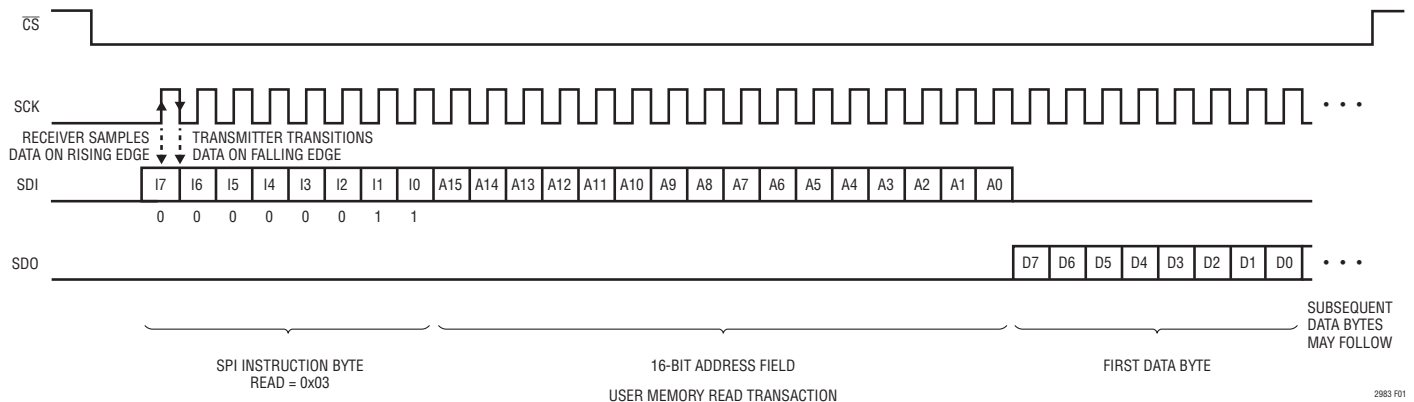 CS
SCK
RECEIVER SAMPLES
DATA ON RISING EDGE
TRANSMITTER TRANSITIONS
DATA ON FALLING EDGE
SDI
I7 I6 I5 I4 I3 I2 I1 I0 A15 A14 A13 A12 A11 A10 A9 A8 A7 A6 A5 A4 A3 A2 A1 A0
0 0 0 0 0 0 1 1
SDO
D7 D6 D5 D4 D3 D2 D1 D0
• • •
• • •
SUBSEQUENT
DATA BYTES
MAY FOLLOW
SPI INSTRUCTION BYTE
READ = 0x03
16-BIT ADDRESS FIELD
FIRST DATA BYTE
USER MEMORY READ TRANSACTION
2983 F01